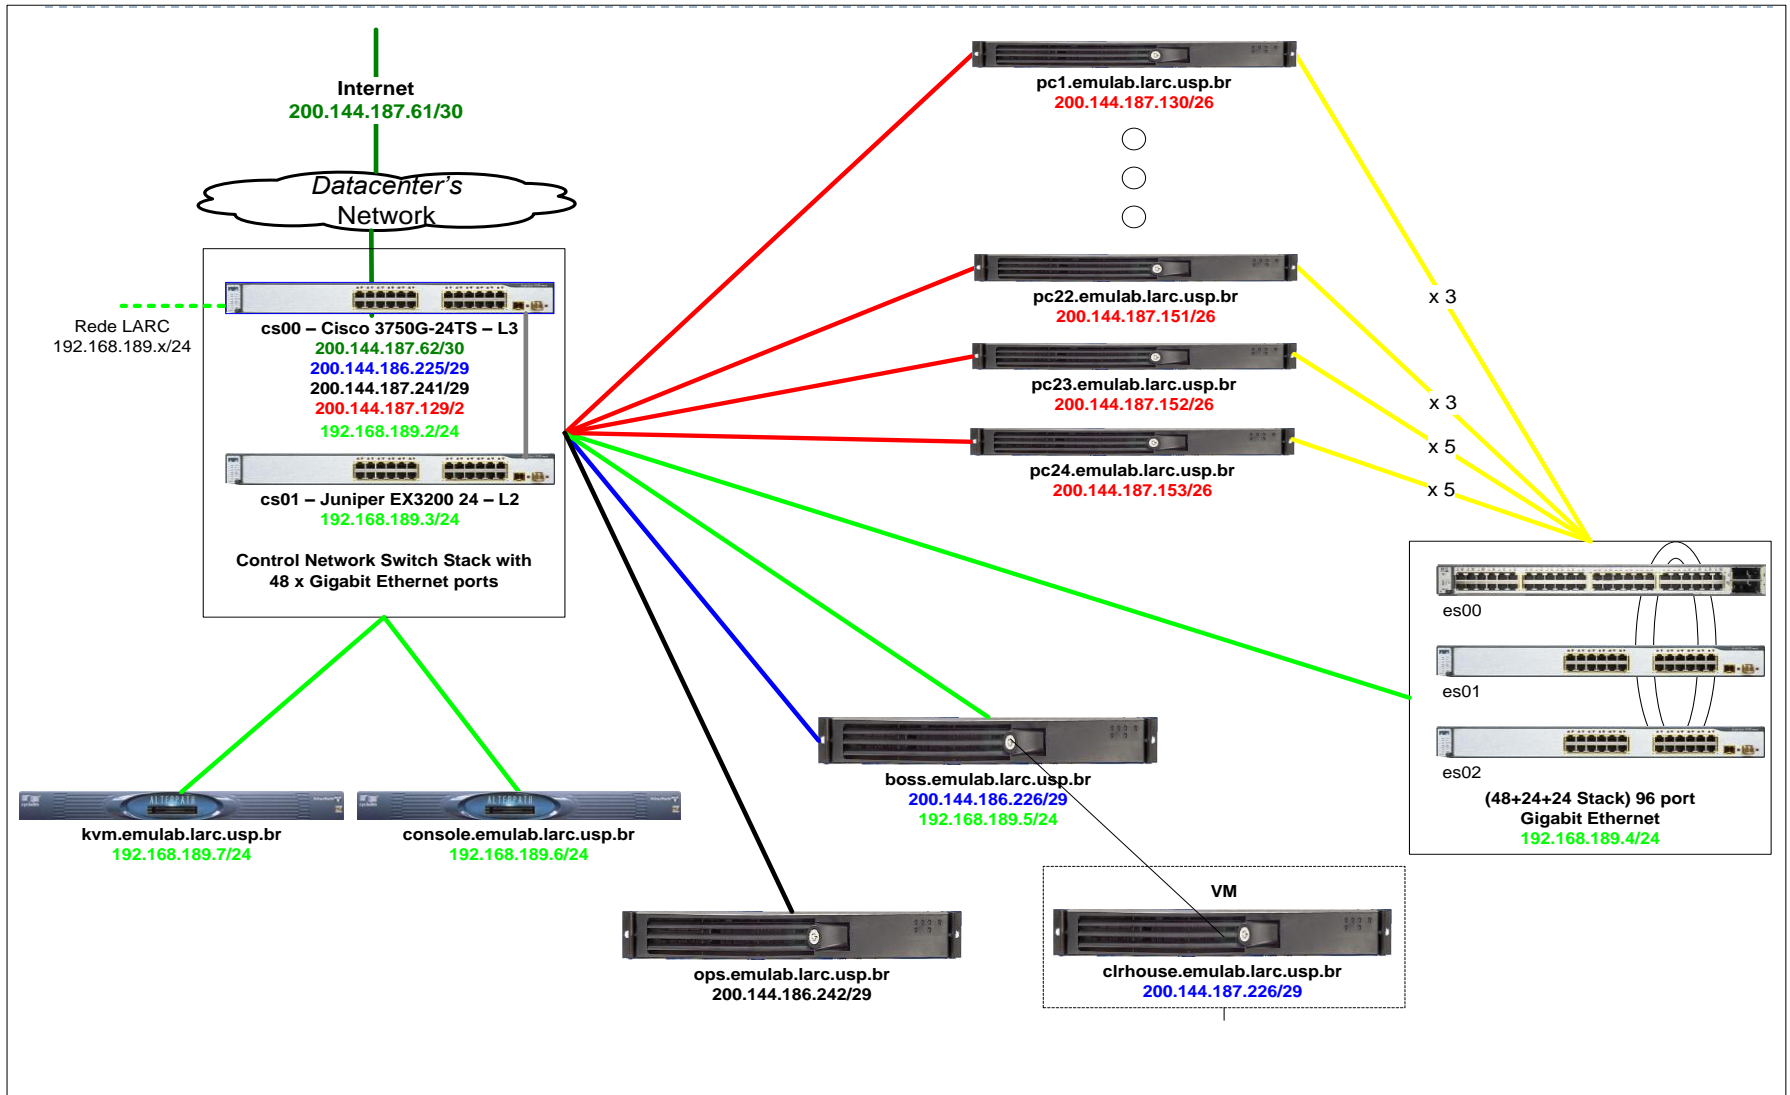 Internet
200.144.187.61/30
Datacenter's
Network
Rede LARC
192.168.189.x/24
cs00 – Cisco 3750G-24TS – L3
200.144.187.62/30
200.144.186.225/29
200.144.187.241/29
200.144.187.129/2
192.168.189.2/24
cs01 – Juniper EX3200 24 – L2
192.168.189.3/24
Control Network Switch Stack with
48 x Gigabit Ethernet ports
pc1.emulab.larc.usp.br
200.144.187.130/26
pc22.emulab.larc.usp.br
200.144.187.151/26
pc23.emulab.larc.usp.br
200.144.187.152/26
pc24.emulab.larc.usp.br
200.144.187.153/26
x 3
x 3
x 5
x 5
es00
es01
es02
(48+24+24 Stack) 96 port
Gigabit Ethernet
192.168.189.4/24
boss.emulab.larc.usp.br
200.144.186.226/29
192.168.189.5/24
ALTERPATH
kvm.emulab.larc.usp.br
192.168.189.7/24
ALTERPATH
console.emulab.larc.usp.br
192.168.189.6/24
ops.emulab.larc.usp.br
200.144.186.242/29
VM
clrhouse.emulab.larc.usp.br
200.144.187.226/29